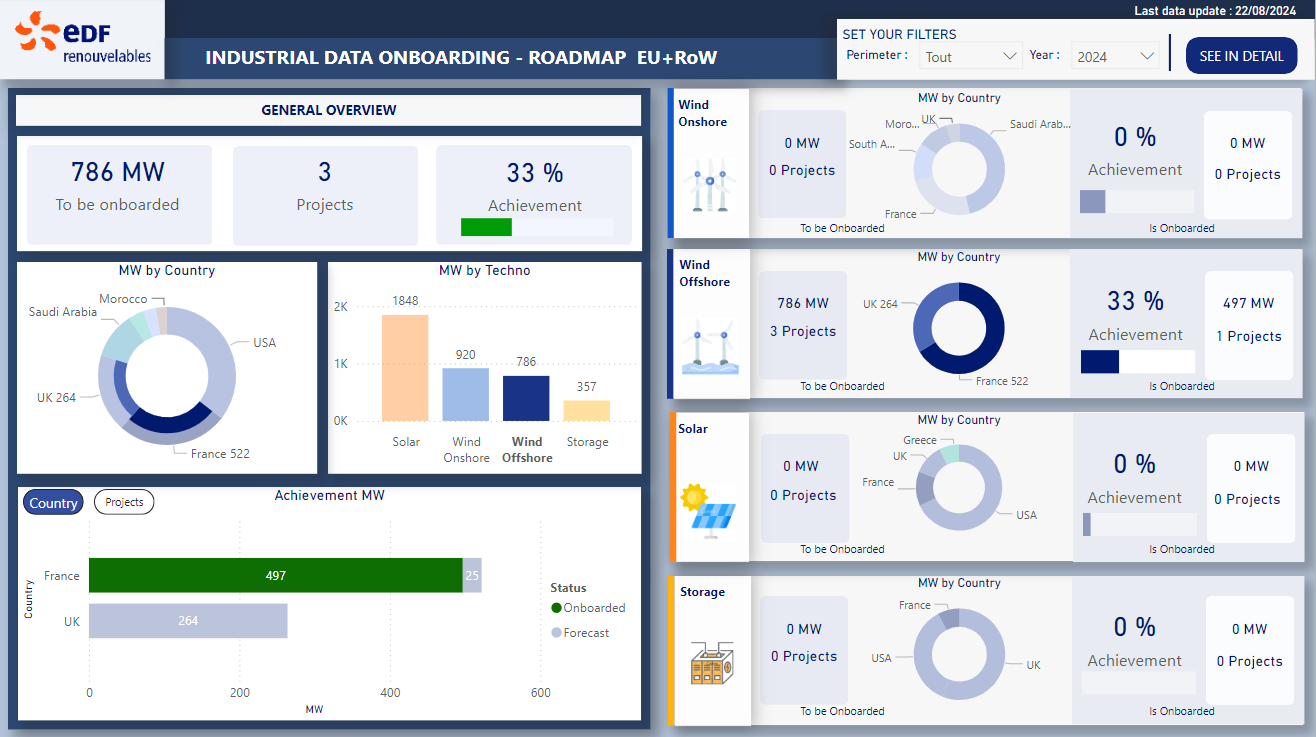 Last data update : 22/08/2024
eDF
renouvelables
INDUSTRIAL DATA ONBOARDING - ROADMAP EU+RoW
SET YOUR FILTERS
Perimeter :
Tout
Year :
2024
SEE IN DETAIL
GENERAL OVERVIEW
786 MW
To be onboarded
3
Projects
33 %
Achievement
MW by Country
Morocco
Saudi Arabia
USA
UK 264
France 522
MW by Techno
2K
1K
0K
1848
920
786
357
Solar
Wind
Onshore
Wind
Offshore
Storage
Country
Projects
Achievement MW
Country
France
UK
497
25
264
0
200
400
600
MW
Status
Onboarded
Forecast
Wind
Onshore
0 MW
0 Projects
To be Onboarded
MW by Country
UK
Moro...
South A...
Saudi Arab...
France
0 %
Achievement
0 MW
0 Projects
Is Onboarded
Wind
Offshore
786 MW
3 Projects
To be Onboarded
MW by Country
UK 264
France 522
33 %
Achievement
497 MW
1 Projects
Is Onboarded
Solar
0 MW
0 Projects
To be Onboarded
MW by Country
Greece
UK
France
USA
0 %
Achievement
0 MW
0 Projects
Is Onboarded
Storage
0 MW
0 Projects
To be Onboarded
MW by Country
France
USA
UK
0 %
Achievement
0 MW
0 Projects
Is Onboarded